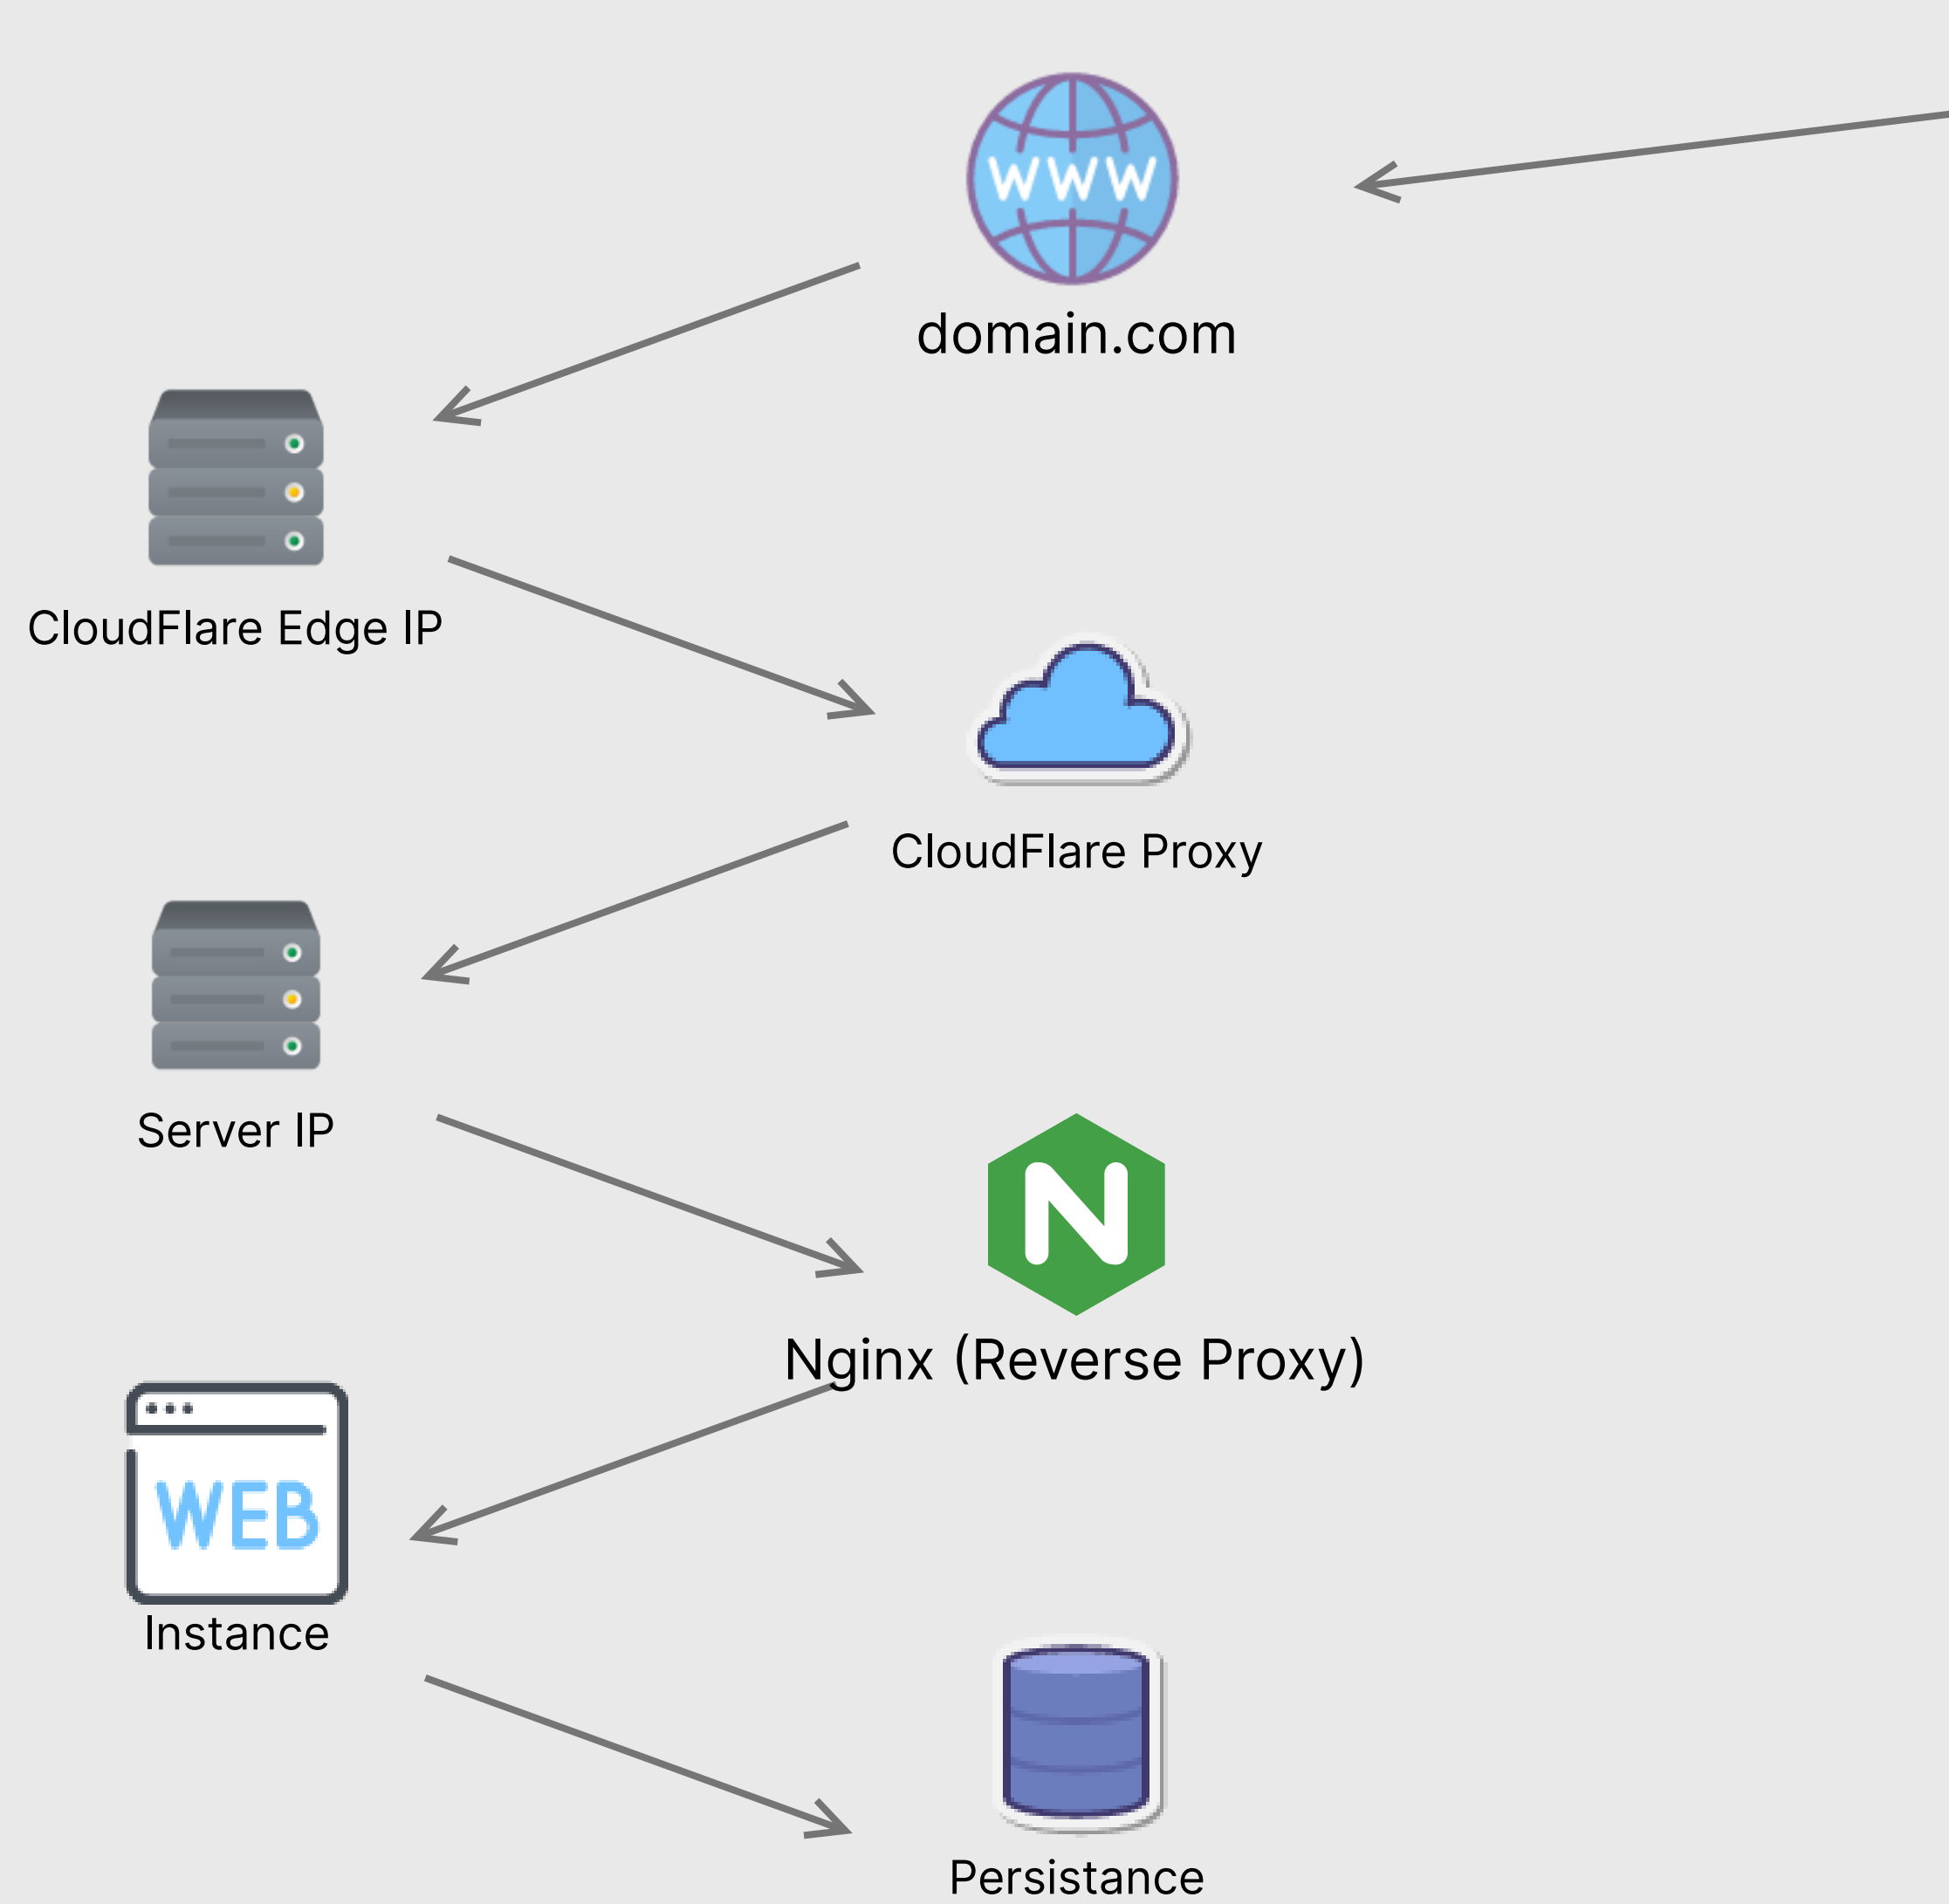 WWW
domain.com
CloudFlare Edge IP
CloudFlare Proxy
Server IP
N
Nginx (Reverse Proxy)
WEB
Instance
Persistance